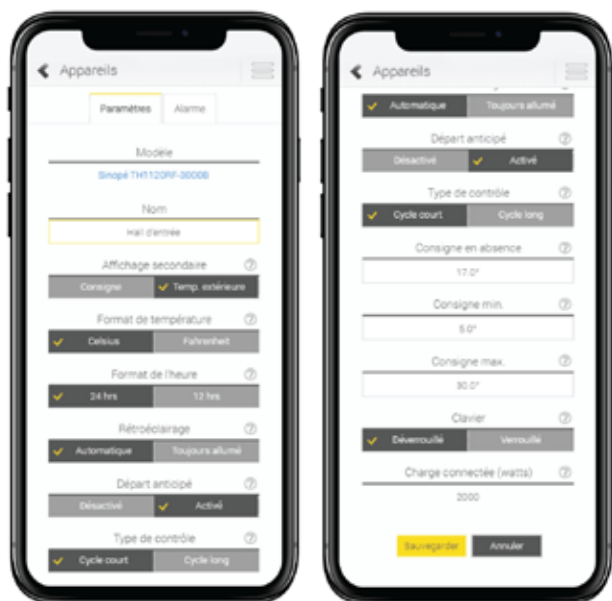 Appareils
Paramètres Alarme
Modèle
Sinopé TH1120RF-3000B
Nom
Hall d'entrée
Affichage secondaire ?
Consigne Temp. extérieure
Format de température ?
Celsius Fahrenheit
Format de l'heure ?
24 hrs 12 hrs
Rétroéclairage ?
Automatique Toujours allumé
Départ anticipé ?
Désactivé Activé
Type de contrôle ?
Cycle court Cycle long
Appareils
Automatique Toujours allumé
Départ anticipé ?
Désactivé Activé
Type de contrôle ?
Cycle court Cycle long
Consigne en absence ?
17.0°
Consigne min. ?
5.0°
Consigne max. ?
30.0°
Clavier ?
Déverrouillé Verrouillé
Charge connectée (watts) ?
2000
Sauvegarder Annuler